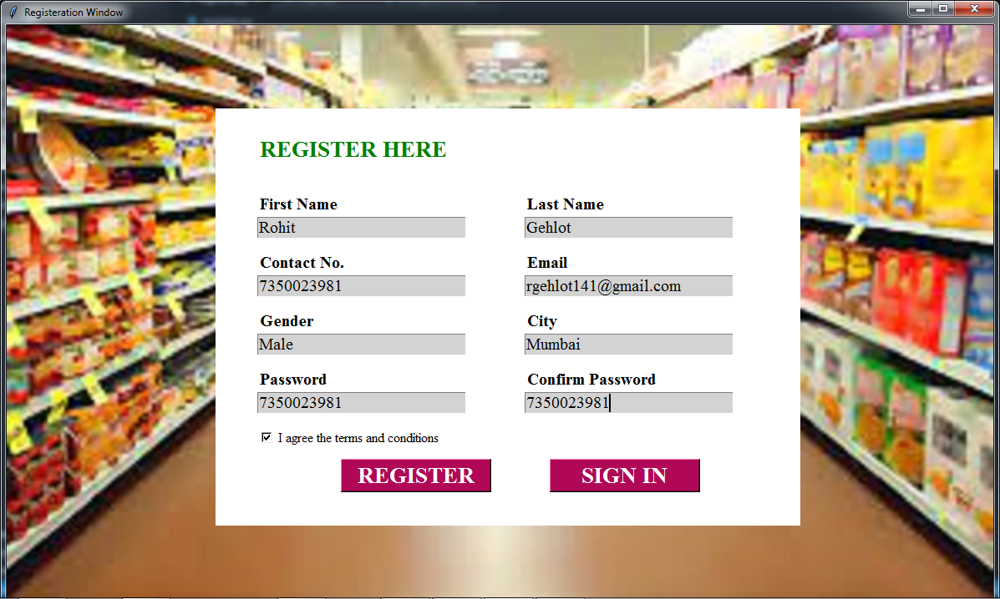 Registeration Window
REGISTER HERE
First Name Last Name
Rohit Gehlot
Contact No. Email
7350023981 rgehlot141@gmail.com
Gender City
Male Mumbai
Password Confirm Password
7350023981 7350023981
I agree the terms and conditions
REGISTER SIGN IN